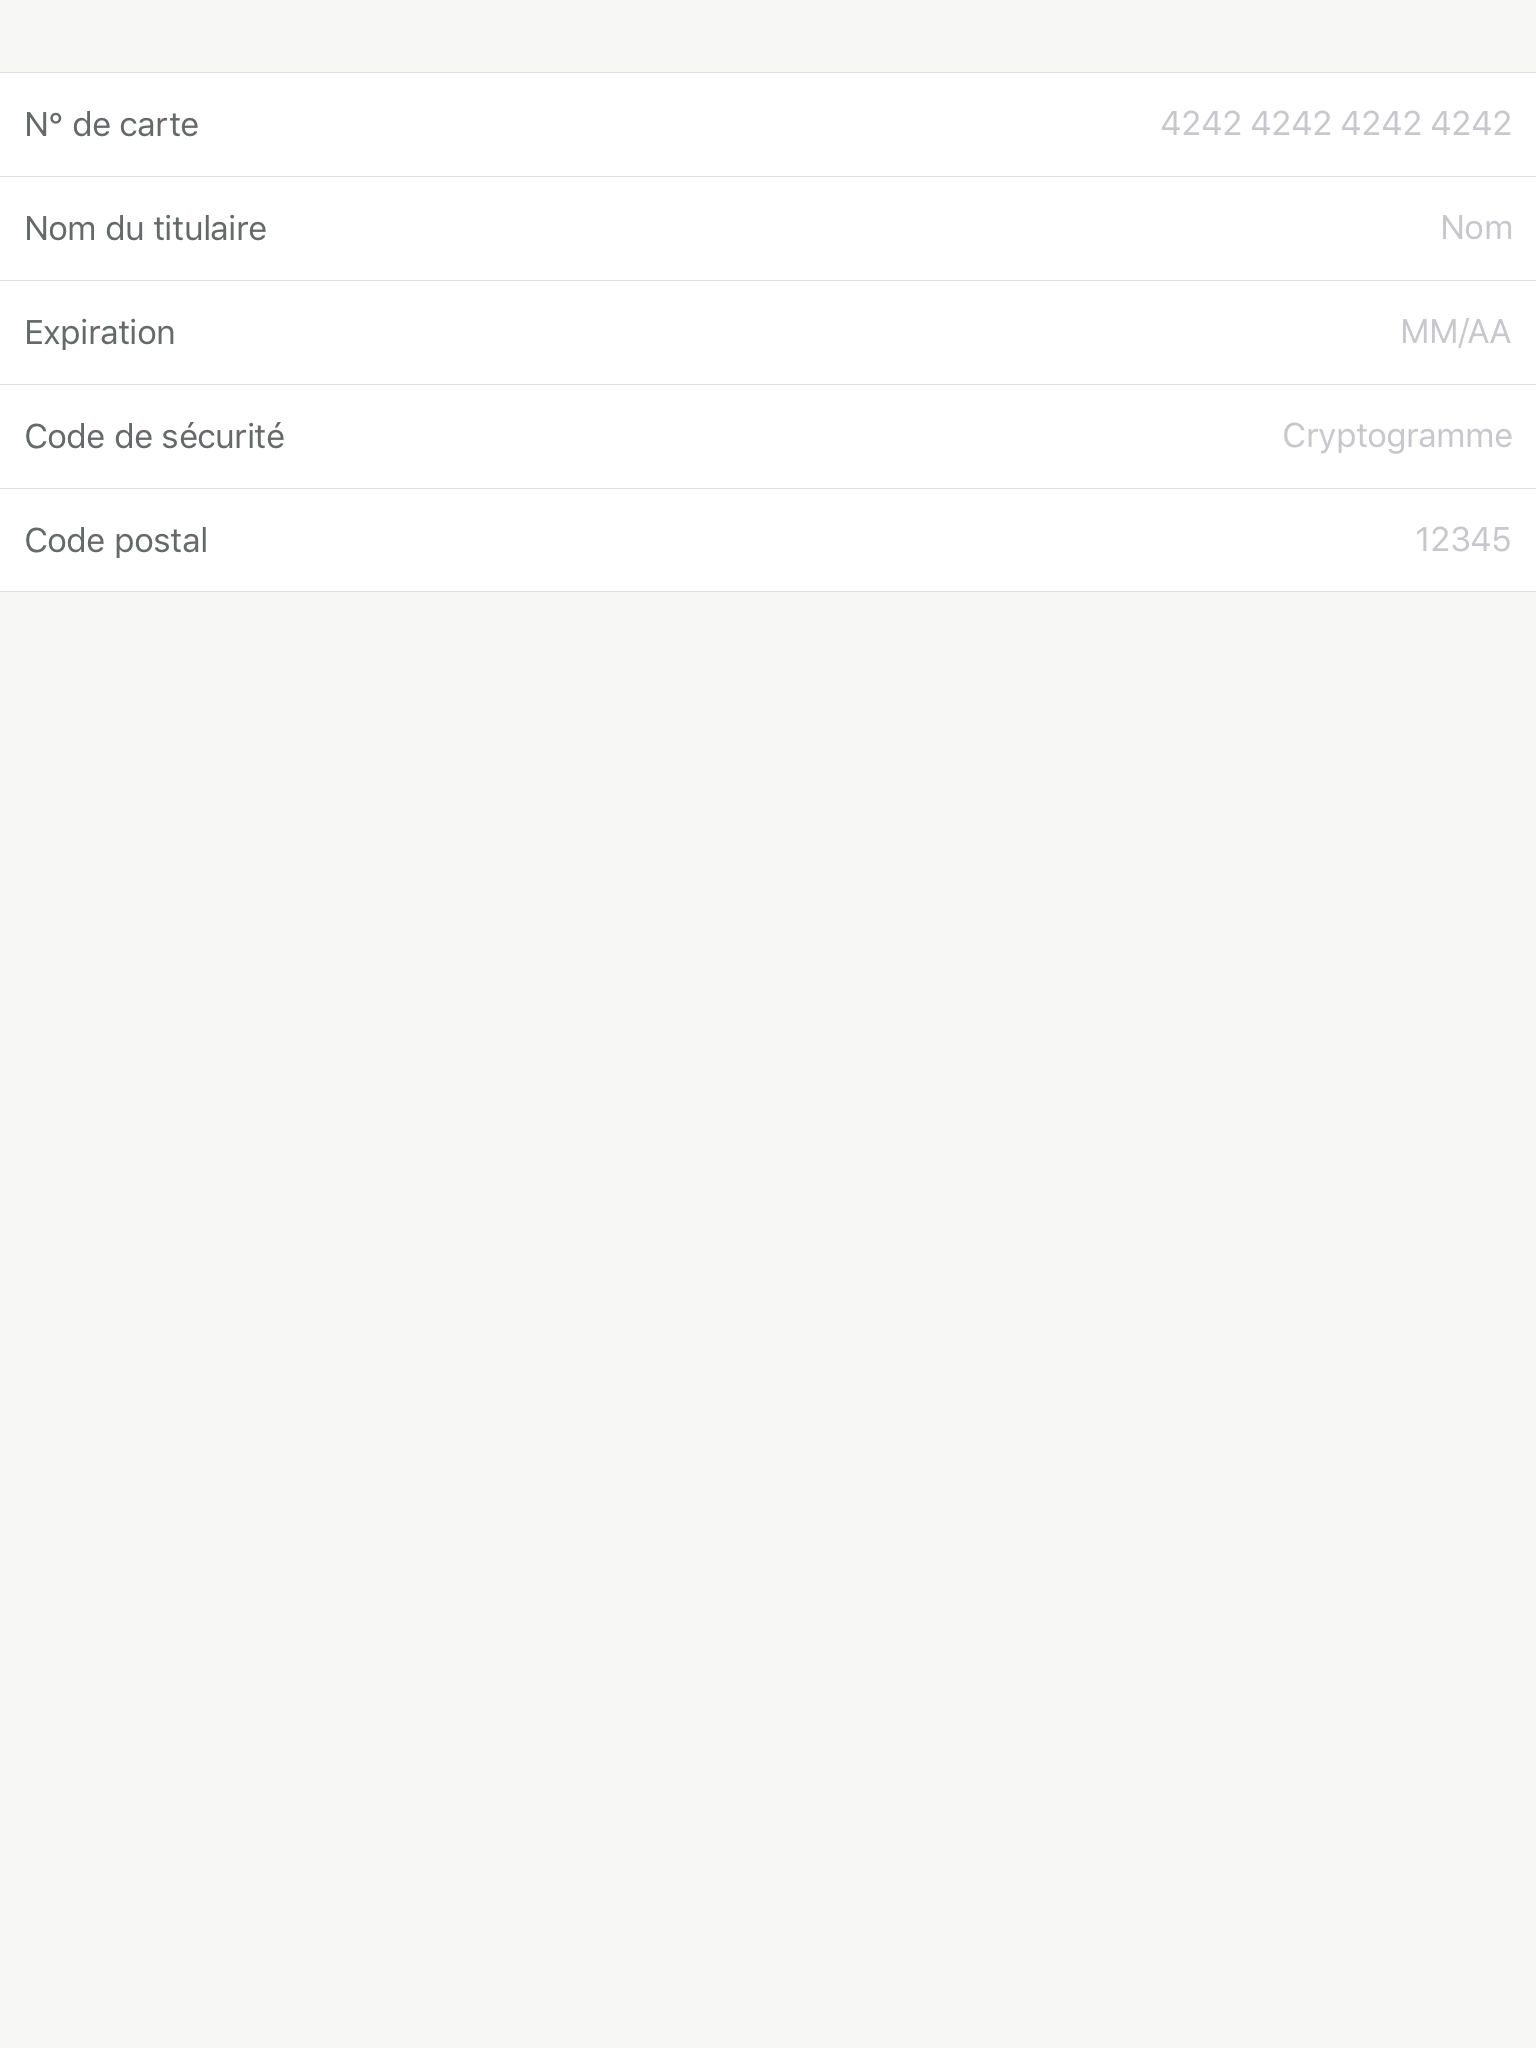 N° de carte 4242 4242 4242 4242
Nom du titulaire Nom
Expiration MM/AA
Code de sécurité Cryptogramme
Code postal 12345